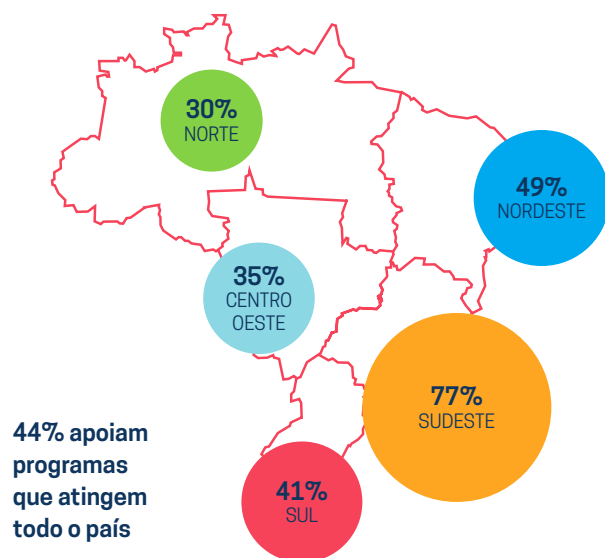 30%
NORTE
49%
NORDESTE
35%
CENTRO
OESTE
77%
SUDESTE
44% apoiam
programas
que atingem
todo o país
41%
SUL